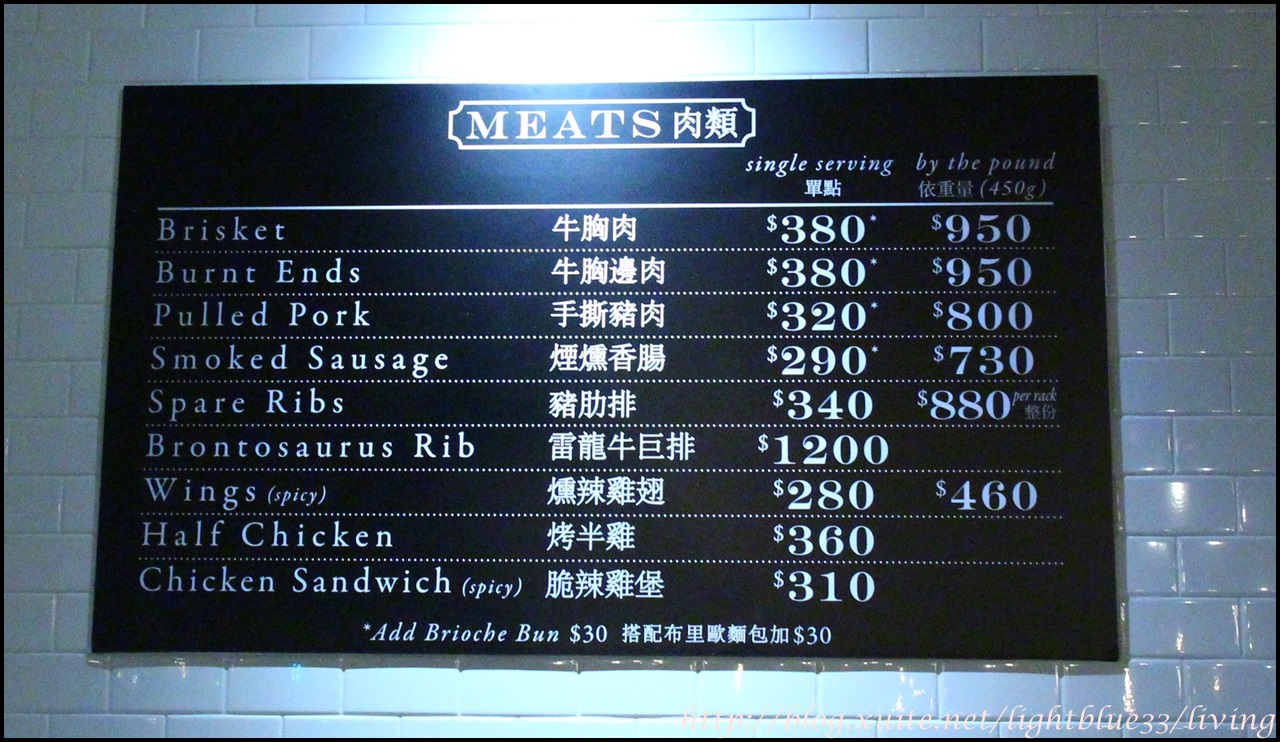 MEATS 肉類
single serving by the pound
單點 依重量 (450g)
Brisket 牛胸肉 $380* $950
Burnt Ends 牛胸邊肉 $380* $950
Pulled Pork 手撕豬肉 $320* $800
Smoked Sausage 煙燻香腸 $290* $730
Spare Ribs 豬肋排 $340 $880 per rack 整份
Brontosaurus Rib 雷龍牛巨排 $1200
Wings (spicy) 燻辣雞翅 $280 $460
Half Chicken 烤半雞 $360
Chicken Sandwich (spicy) 脆辣雞堡 $310
*Add Brioche Bun $30 搭配布里歐麵包加$30
http://blog.xuite.net/lightblue33/living